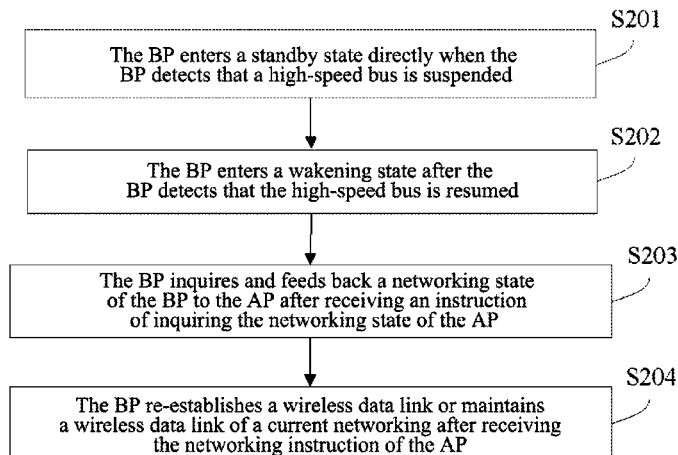 S201
The BP enters a standby state directly when the
BP detects that a high-speed bus is suspended
S202
The BP enters a wakening state after the
BP detects that the high-speed bus is resumed
S203
The BP inquires and feeds back a networking state
of the BP to the AP after receiving an instruction
of inquiring the networking state of the AP
S204
The BP re-establishes a wireless data link or maintains
a wireless data link of a current networking after receiving
the networking instruction of the AP